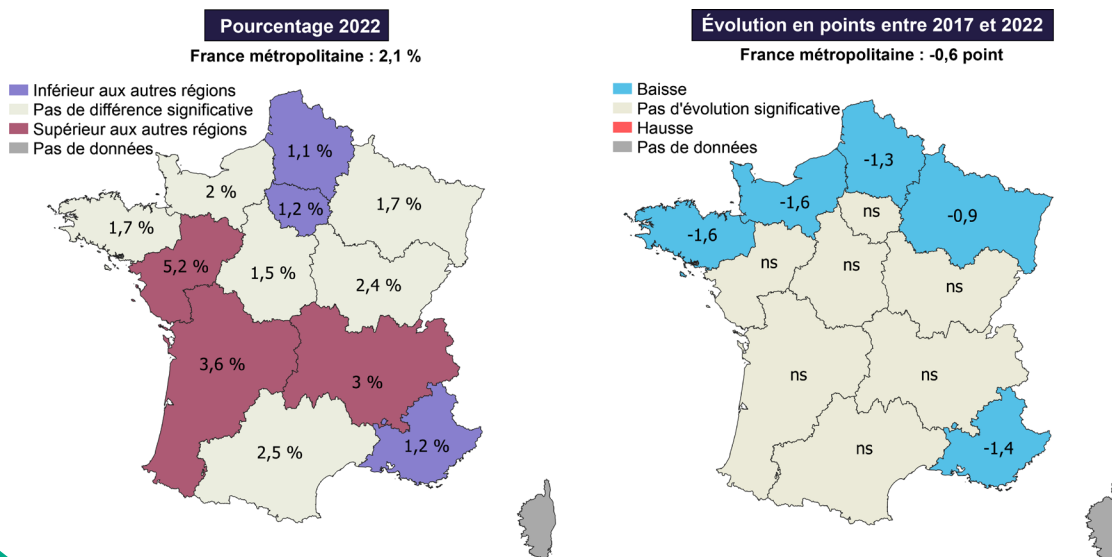 Pourcentage 2022
France métropolitaine : 2,1 %
Inférieur aux autres régions
Pas de différence significative
Supérieur aux autres régions
Pas de données
1,1 %
2 %
1,2 %
1,7 %
1,7 %
5,2 %
1,5 %
2,4 %
3,6 %
3 %
2,5 %
1,2 %
Évolution en points entre 2017 et 2022
France métropolitaine : -0,6 point
Baisse
Pas d'évolution significative
Hausse
Pas de données
-1,3
-1,6
ns
-0,9
-1,6
ns
ns
ns
ns
ns
ns
-1,4